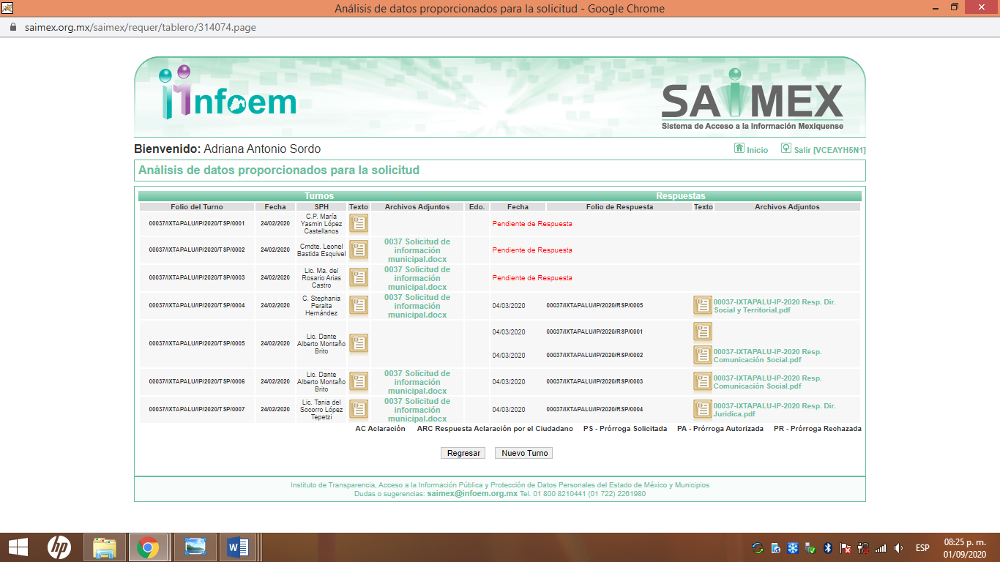 Análisis de datos proporcionados para la solicitud - Google Chrome
saimex.org.mx/saimex/requer/tablero/314074.page
infoem
SAIMEX
Sistema de Acceso a la Información Mexiquense
Bienvenido: Adriana Antonio Sordo
Inicio Salir [VCEAYH5N1]
Análisis de datos proporcionados para la solicitud
Turnos Respuestas
Folio del Turno Fecha SPH Texto Archivos Adjuntos Edo. Fecha Folio de Respuesta Texto Archivos Adjuntos
00037/IXTAPALU/IP/2020/TSP/0001 24/02/2020 C.P. María
Yasmin López
Castellanos
Pendiente de Respuesta
00037/IXTAPALU/IP/2020/TSP/0002 24/02/2020 Cmdte. Leonel
Bastida Esquivel
0037 Solicitud de
información
municipal.docx
Pendiente de Respuesta
00037/IXTAPALU/IP/2020/TSP/0003 24/02/2020 Lic. Ma. del
Rosario Arias
Castro
0037 Solicitud de
información
municipal.docx
Pendiente de Respuesta
00037/IXTAPALU/IP/2020/TSP/0004 24/02/2020 C. Stephania
Peralta
Hernández
0037 Solicitud de
información
municipal.docx
04/03/2020 00037/IXTAPALU/IP/2020/RSP/0005
00037-IXTAPALU-IP-2020 Resp. Dir.
Social y Territorial.pdf
00037/IXTAPALU/IP/2020/TSP/0005 24/02/2020 Lic. Dante
Alberto Montaño
Brito
04/03/2020 00037/IXTAPALU/IP/2020/RSP/0001
04/03/2020 00037/IXTAPALU/IP/2020/RSP/0002
00037-IXTAPALU-IP-2020 Resp.
Comunicación Social.pdf
00037/IXTAPALU/IP/2020/TSP/0006 24/02/2020 Lic. Dante
Alberto Montaño
Brito
0037 Solicitud de
información
municipal.docx
04/03/2020 00037/IXTAPALU/IP/2020/RSP/0003
00037-IXTAPALU-IP-2020 Resp.
Comunicación Social.pdf
00037/IXTAPALU/IP/2020/TSP/0007 24/02/2020 Lic. Tania del
Socorro López
Tepetzi
0037 Solicitud de
información
municipal.docx
04/03/2020 00037/IXTAPALU/IP/2020/RSP/0004
00037-IXTAPALU-IP-2020 Resp. Dir.
Juridica.pdf
AC Aclaración ARC Respuesta Aclaración por el Ciudadano PS - Prórroga Solicitada PA - Prórroga Autorizada PR - Prórroga Rechazada
Regresar Nuevo Turno
Instituto de Transparencia, Acceso a la Información Pública y Protección de Datos Personales del Estado de México y Municipios
Dudas o sugerencias: saimex@infoem.org.mx Tel. 01 800 8210441 (01 722) 2261980
hp
ESP
08:25 p. m.
01/09/2020